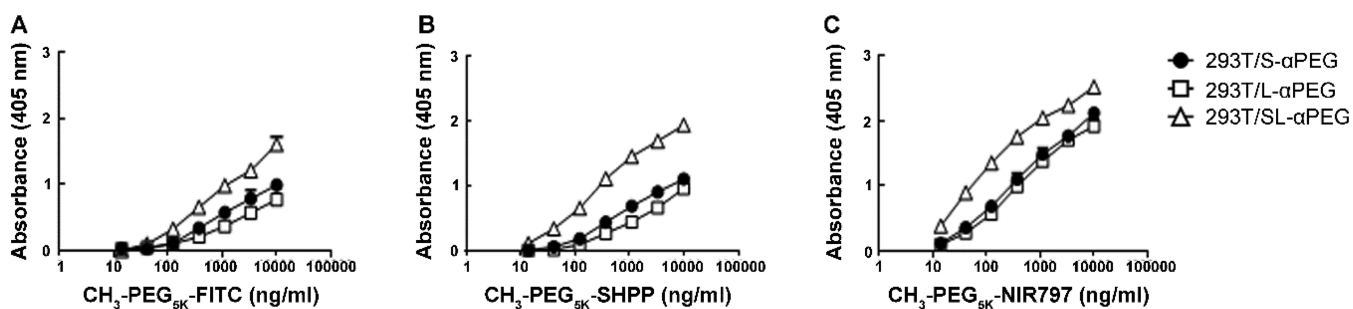 A
B
C
Absorbance (405 nm)
3
2
1
0
1
10
100
1000
10000
100000
CH₃-PEG₅ₖ-FITC (ng/ml)
Absorbance (405 nm)
3
2
1
0
1
10
100
1000
10000
100000
CH₃-PEG₅ₖ-SHPP (ng/ml)
Absorbance (405 nm)
3
2
1
0
1
10
100
1000
10000
100000
CH₃-PEG₅ₖ-NIR797 (ng/ml)
293T/S-αPEG
293T/L-αPEG
293T/SL-αPEG